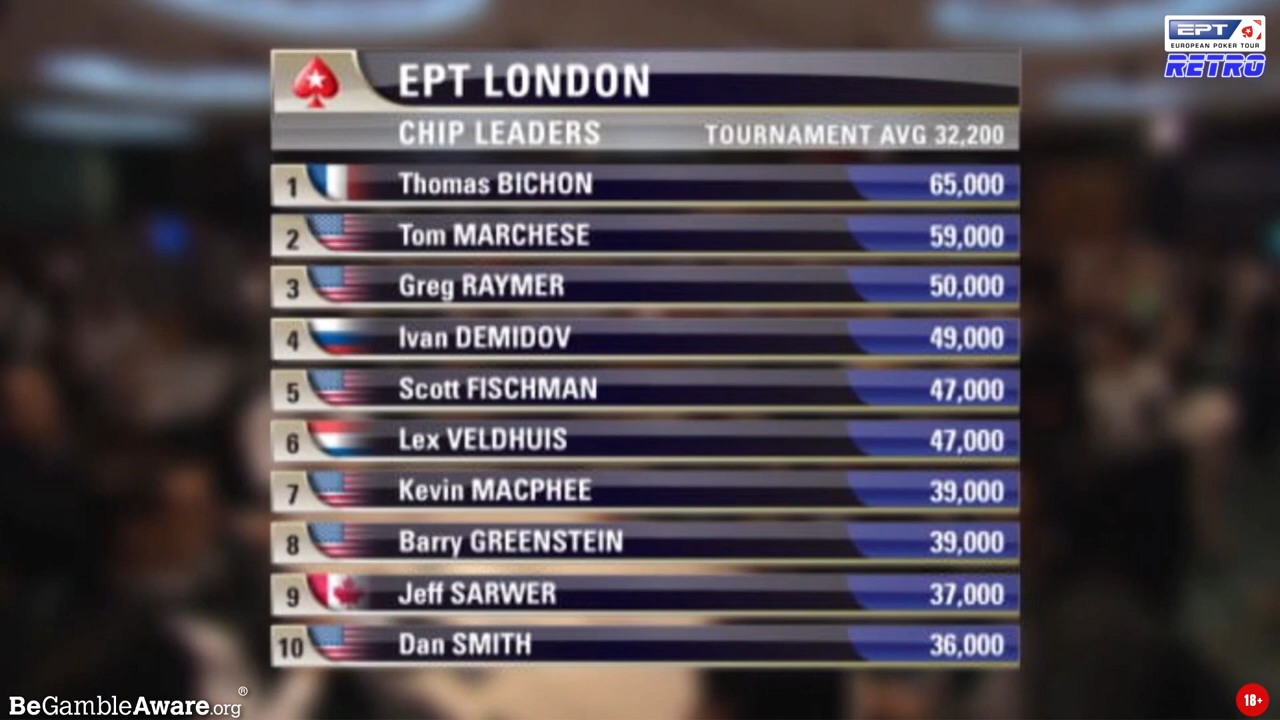 EPT
EUROPEAN POKER TOUR
RETRO
EPT LONDON
CHIP LEADERS TOURNAMENT AVG 32,200
1 Thomas BICHON 65,000
2 Tom MARCHESE 59,000
3 Greg RAYMER 50,000
4 Ivan DEMIDOV 49,000
5 Scott FISCHMAN 47,000
6 Lex VELDHUIS 47,000
7 Kevin MACPHEE 39,000
8 Barry GREENSTEIN 39,000
9 Jeff SARWER 37,000
10 Dan SMITH 36,000
BeGambleAware.org®
18+